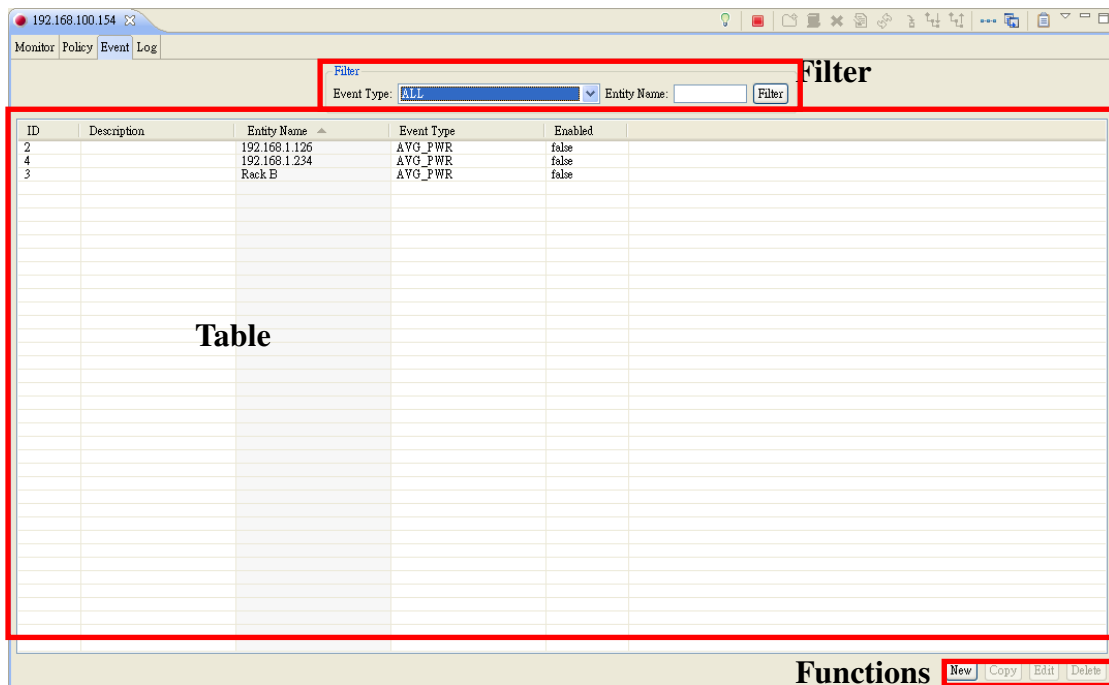 192.168.100.154
Monitor Policy Event Log
Filter
Filter
Event Type: ALL Entity Name: Filter
ID Description Entity Name Event Type Enabled
2 192.168.1.126 AVG_PWR false
4 192.168.1.234 AVG_PWR false
3 Rack B AVG_PWR false
Table
Functions New Copy Edit Delete